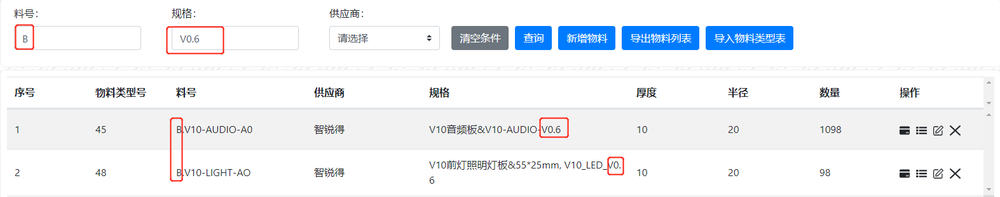 料号： 规格： 供应商：
B V0.6 请选择 清空条件 查询 新增物料 导出物料列表 导入物料类型表
序号 物料类型号 料号 供应商 规格 厚度 半径 数量 操作
1 45 B.V10-AUDIO-A0 智锐得 V10音频板&V10-AUDIO-V0.6 10 20 1098
2 48 B.V10-LIGHT-AO 智锐得 V10前灯照明灯板&55*25mm, V10_LED_V0.
6 10 20 98